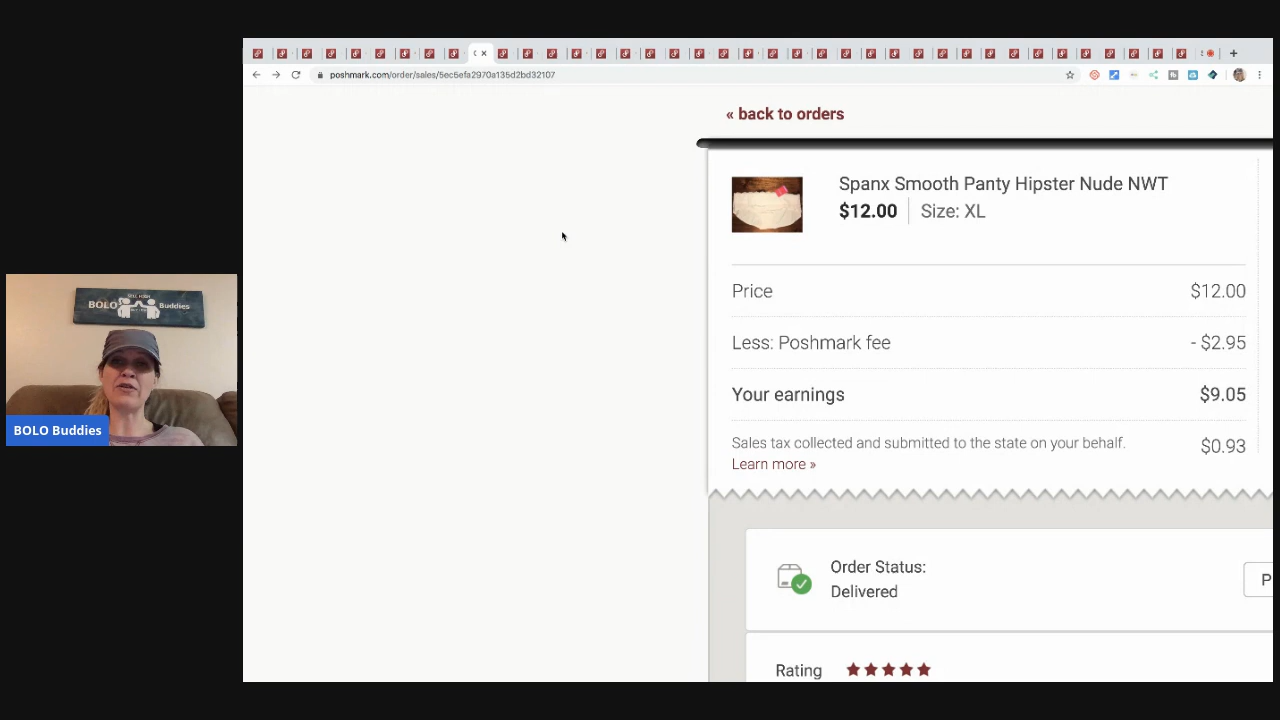 poshmark.com/order/sales/5ec5efa2970a135d2bd32107
« back to orders
Spanx Smooth Panty Hipster Nude NWT
$12.00 Size: XL
Price $12.00
Less: Poshmark fee - $2.95
Your earnings $9.05
Sales tax collected and submitted to the state on your behalf. $0.93
Learn more »
Order Status:
Delivered
P
Rating
BOLO Buddies
BOLO Buddies